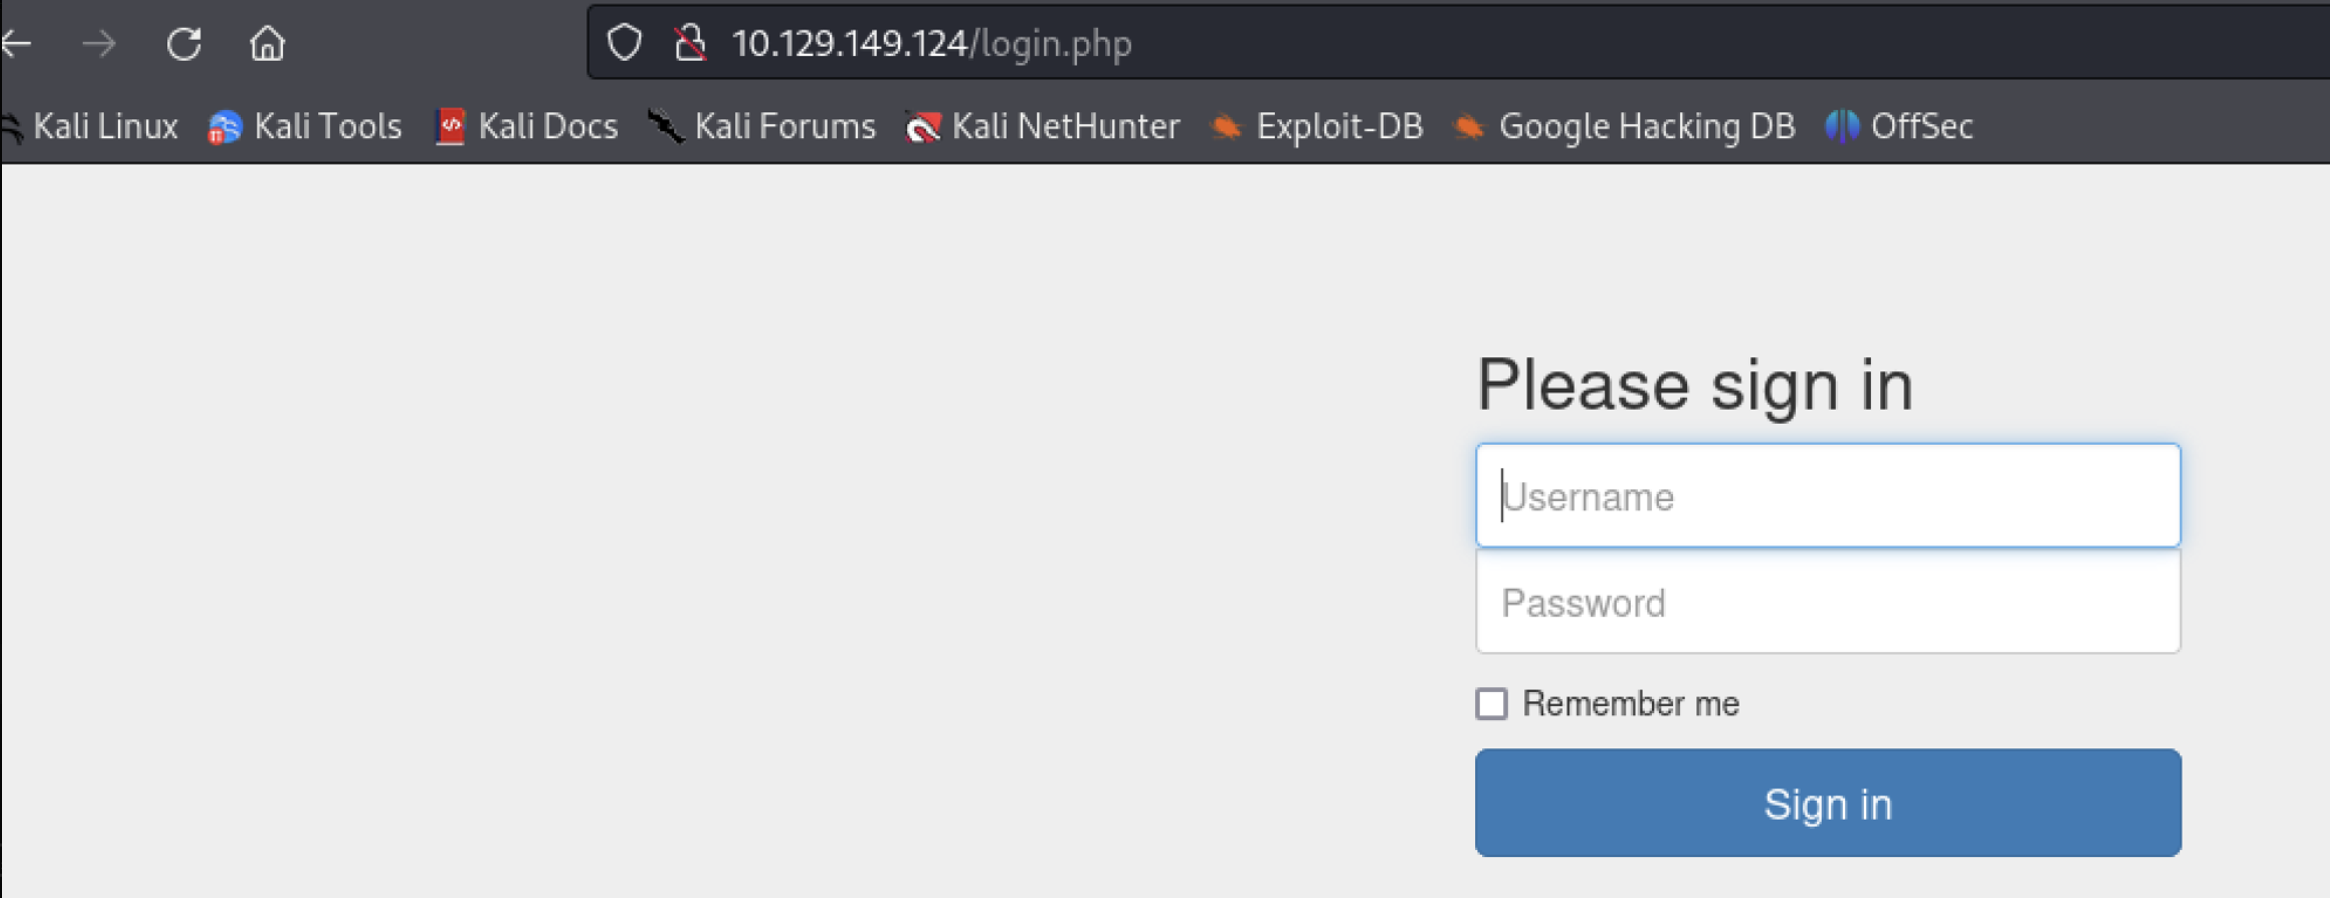 10.129.149.124/login.php
Kali Linux Kali Tools Kali Docs Kali Forums Kali NetHunter Exploit-DB Google Hacking DB OffSec
Please sign in
Username
Password
Remember me
Sign in